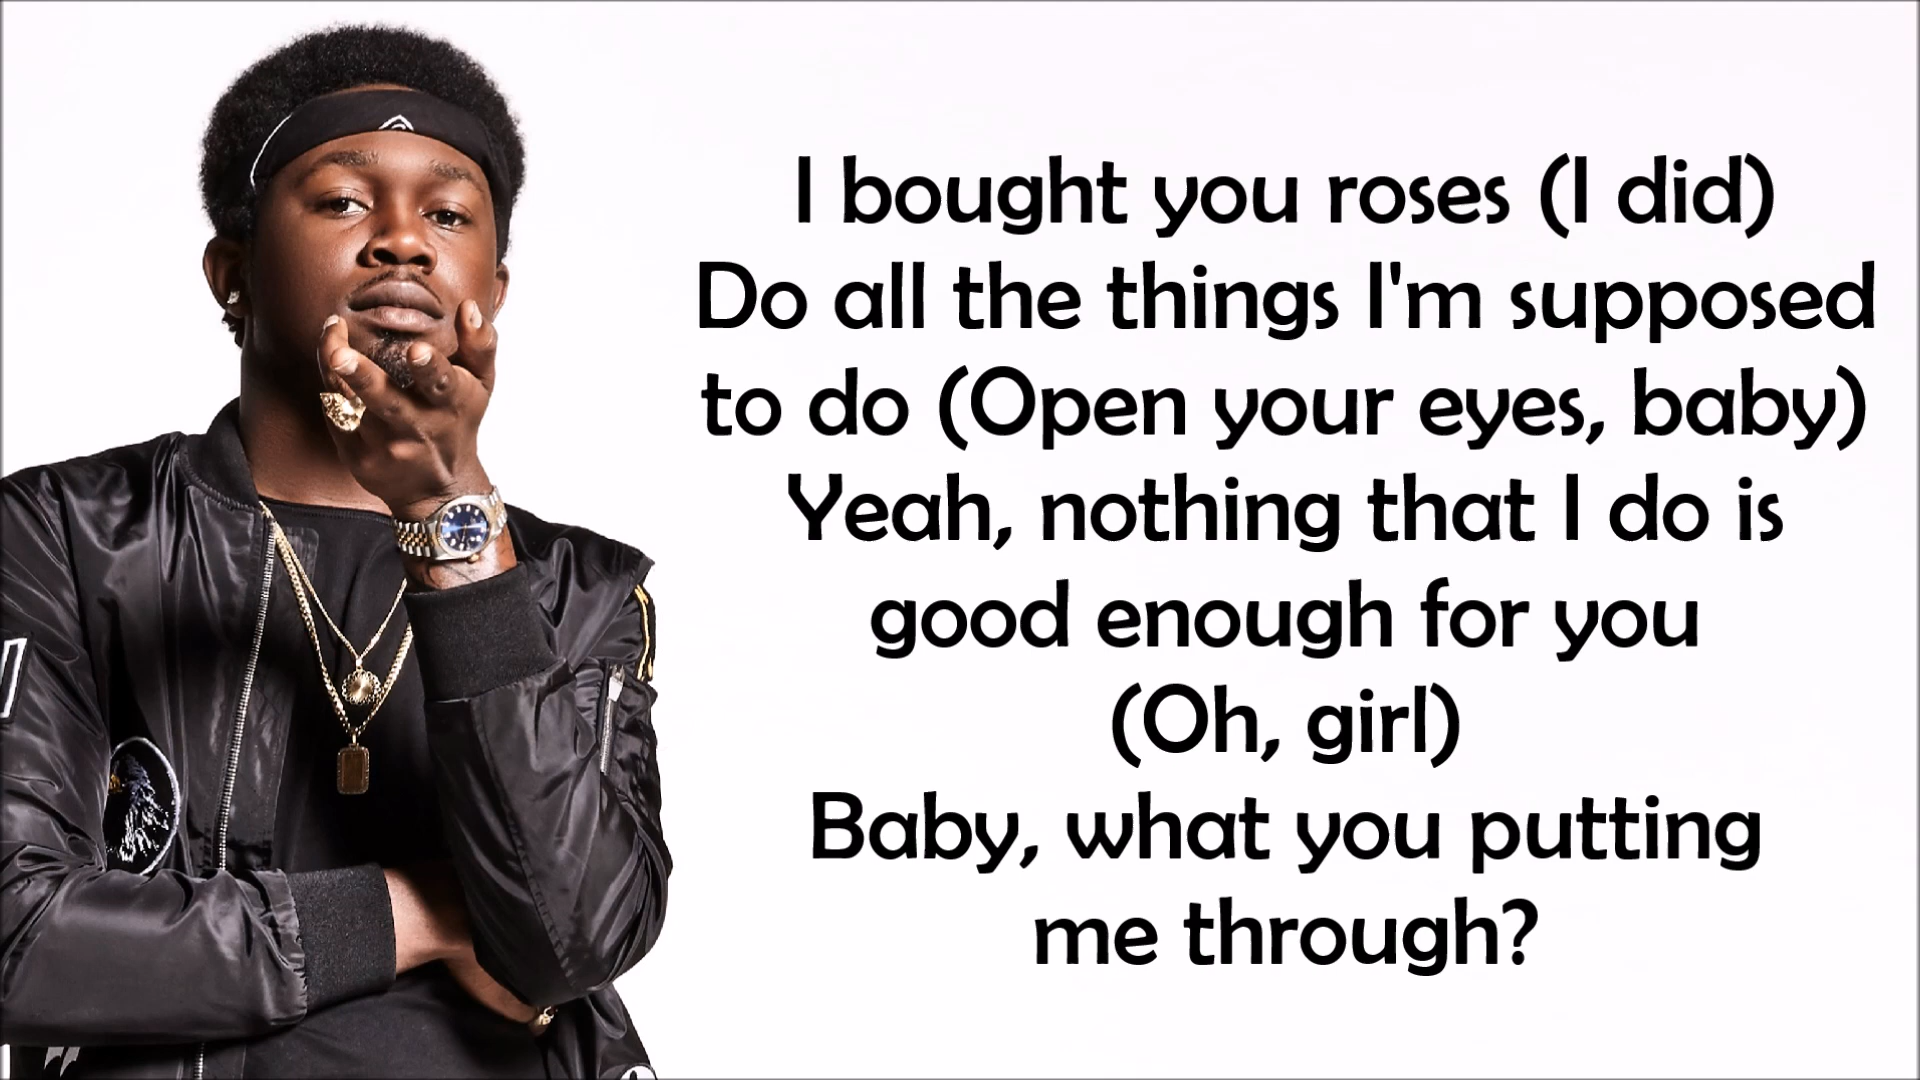 I bought you roses (I did)
Do all the things I'm supposed
to do (Open your eyes, baby)
Yeah, nothing that I do is
good enough for you
(Oh, girl)
Baby, what you putting
me through?